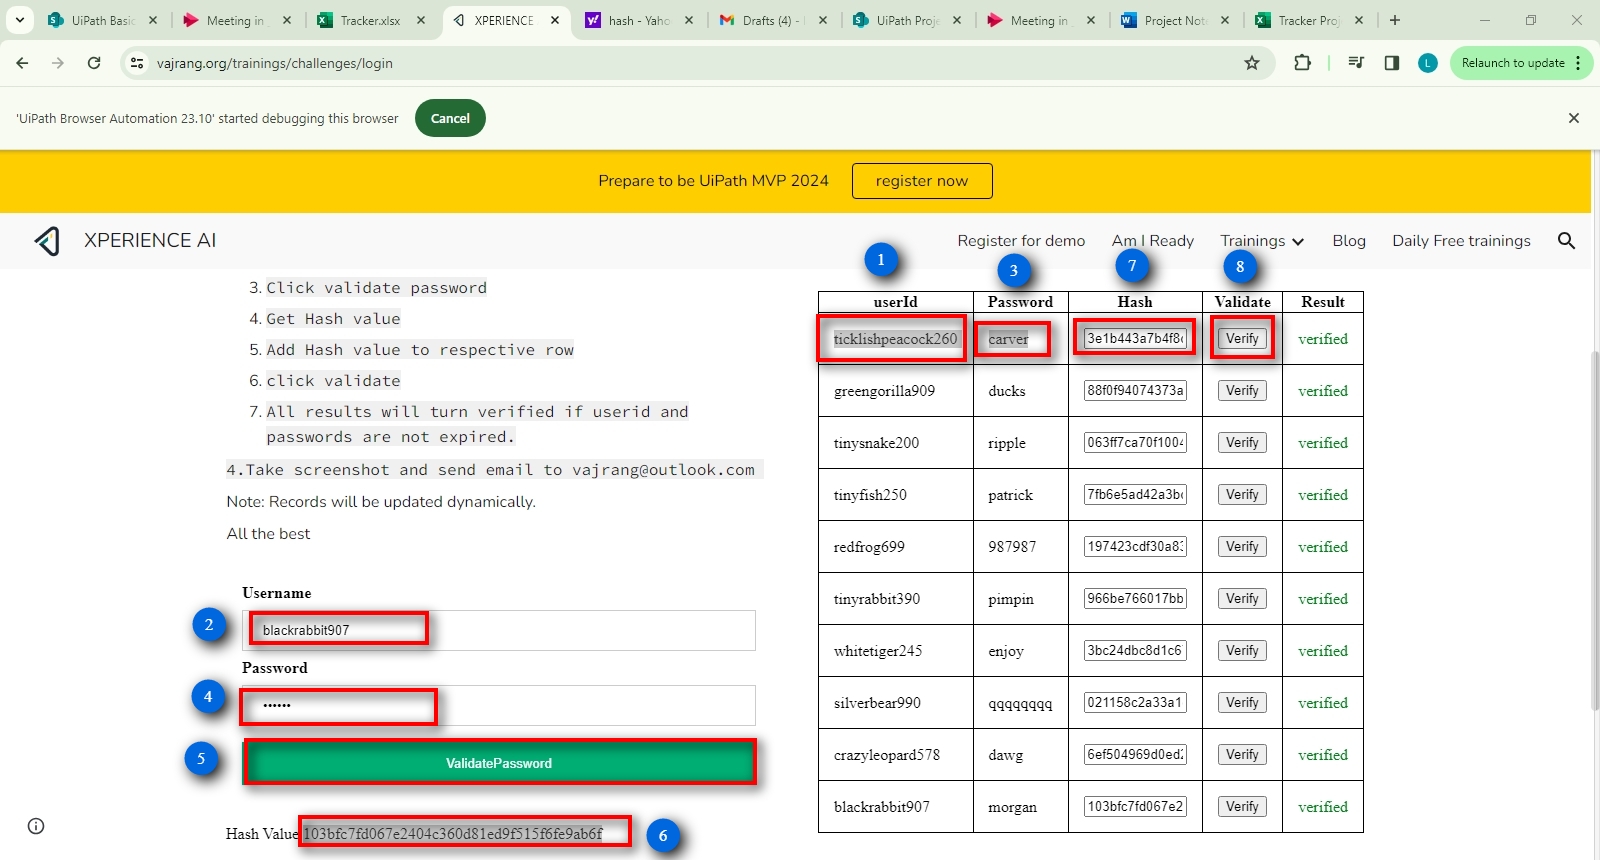 UiPath Basic
Meeting in
Tracker.xlsx
XPERIENCE
hash - Yaho
Drafts (4) -
UiPath Proje
Meeting in
Project Note
Tracker Pro
vajrang.org/trainings/challenges/login
L
Relaunch to update
'UiPath Browser Automation 23.10' started debugging this browser
Cancel
Prepare to be UiPath MVP 2024
register now
XPERIENCE AI
Register for demo
Am I Ready
Trainings
Blog
Daily Free trainings
3. Click validate password
4. Get Hash value
5. Add Hash value to respective row
6. click validate
7. All results will turn verified if userid and
passwords are not expired.
4.Take screenshot and send email to vajrang@outlook.com
Note: Records will be updated dynamically.
All the best
Username
2
blackrabbit907
Password
4
5
ValidatePassword
Hash Value 103bfc7fd067e2404c360d81ed9f515f6fe9ab6f
6
1
3
7
8
userId Password Hash Validate Result
ticklishpeacock260 carver 3e1b443a7b4f8 Verify verified
greengorilla909 ducks 88f0f94074373a Verify verified
tinysnake200 ripple 063ff7ca70f1004 Verify verified
tinyfish250 patrick 7fb6e5ad42a3b Verify verified
redfrog699 987987 197423cdf30a83 Verify verified
tinyrabbit390 pimpin 966be766017bb Verify verified
whitetiger245 enjoy 3bc24dbc8d1c6 Verify verified
silverbear990 qqqqqqqq 021158c2a33a1 Verify verified
crazyleopard578 dawg 6ef504969d0ed2 Verify verified
blackrabbit907 morgan 103bfc7fd067e2 Verify verified